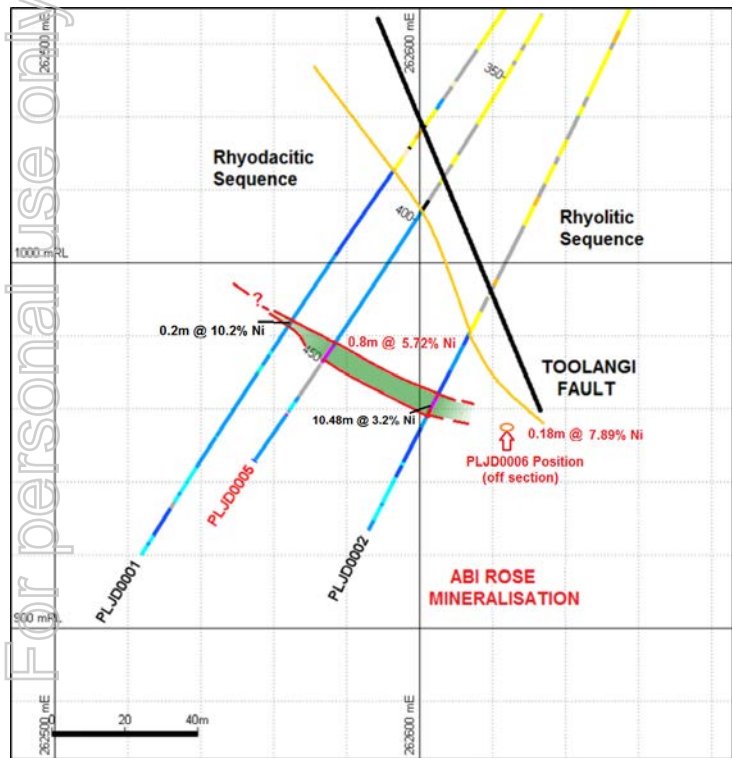 For personal use only
262500 mE
262600 mE
350
Rhyodacitic
Sequence
400
Rhyolitic
Sequence
1000 mRL
?
0.2m @ 10.2% Ni
450
0.8m @ 5.72% Ni
TOOLANGI
FAULT
10.48m @ 3.2% Ni
0.18m @ 7.89% Ni
PLJD0006 Position
(off section)
PLJD0005
PLJD0001
PLJD0002
ABI ROSE
MINERALISATION
900 mRL
262500 mE
262600 mE
0 20 40m